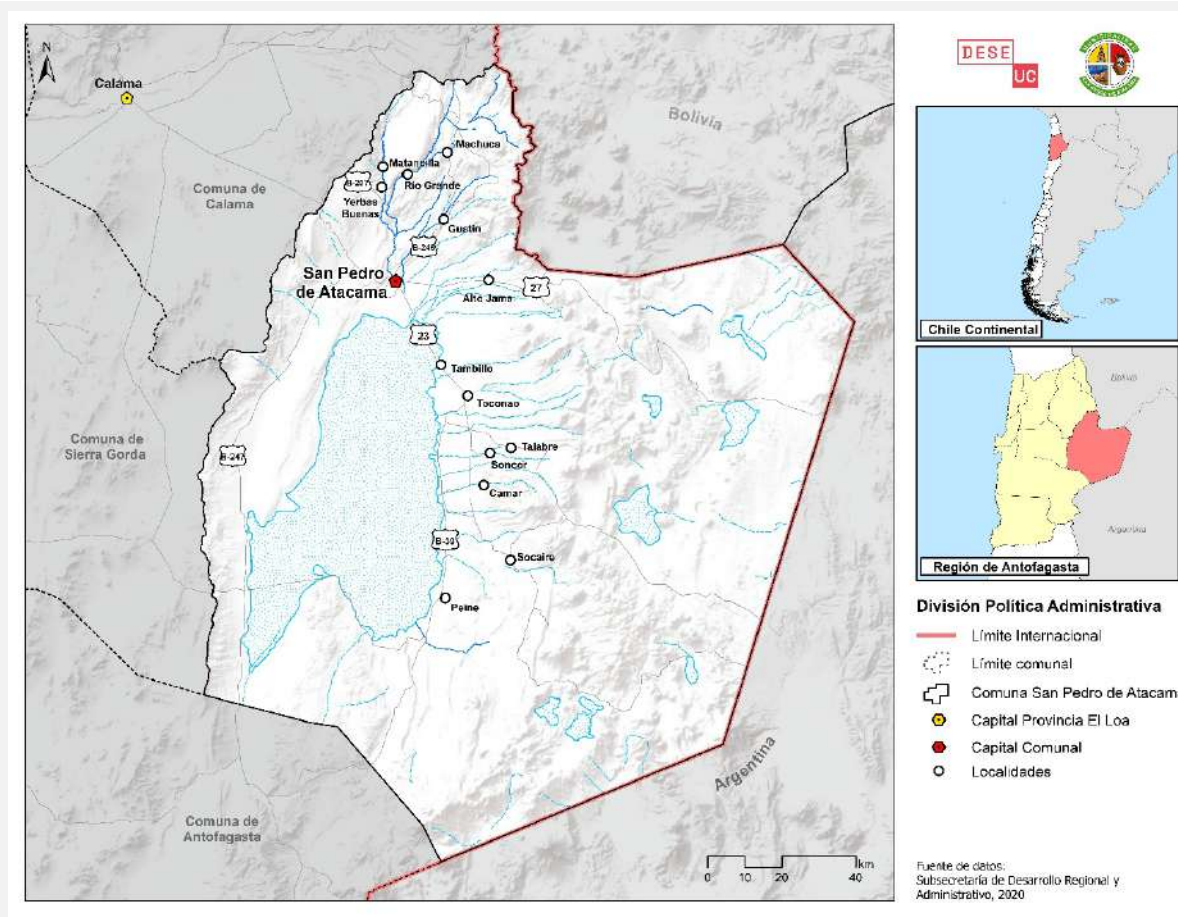 N
Calama
Bolivia
Machuca
Matancilla
Río Grande
B-207
Yerbas
Buenas
Comuna de
Calama
Gustín
B-245
San Pedro
de Atacama
Alto Jama
27
23
Tambillo
Toconao
Comuna de
Sierra Gorda
B-247
Talabre
Soncor
Camar
Socaire
Peine
Argentina
Comuna de
Antofagasta
km
0 10 20 40
DESE
UC
Chile Continental
Bolivia
Argentina
Región de Antofagasta
División Política Administrativa
Límite Internacional
Límite comunal
Comuna San Pedro de Atacama
Capital Provincia El Loa
Capital Comunal
Localidades
Fuente de datos:
Subsecretaría de Desarrollo Regional y
Administrativo, 2020